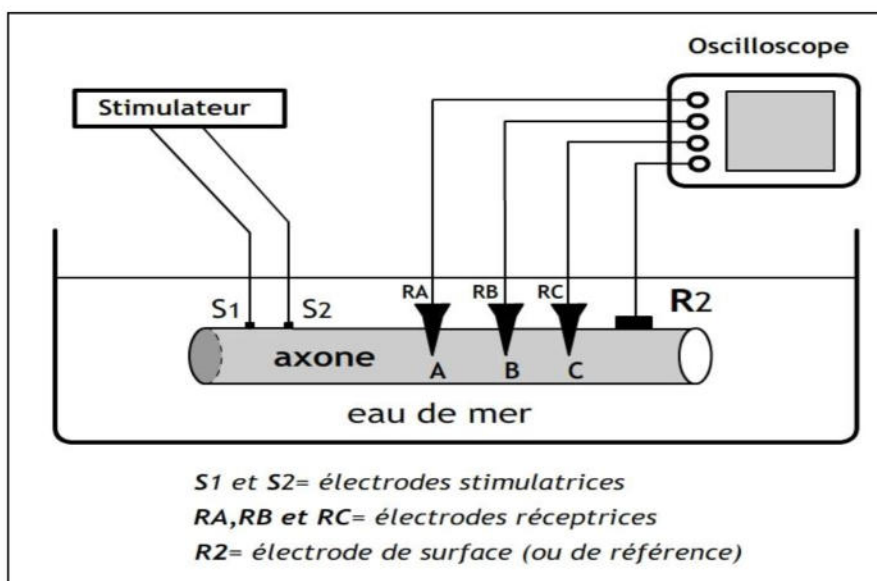 Oscilloscope
Stimulateur
RA RB RC R2
S1 S2
axone A B C
eau de mer
S1 et S2= électrodes stimulatrices
RA,RB et RC= électrodes réceptrices
R2= électrode de surface (ou de référence)